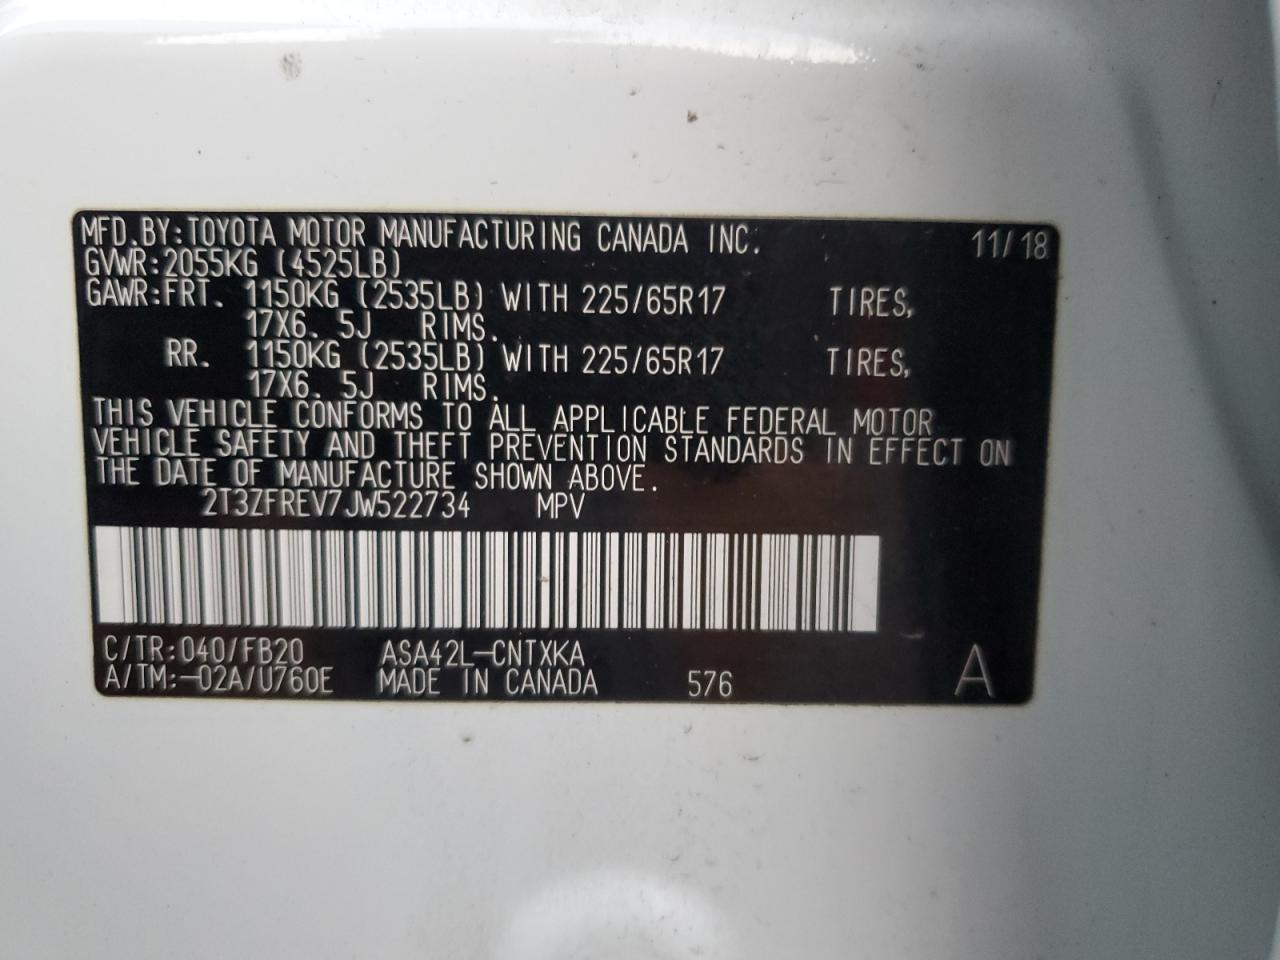 MFD.BY:TOYOTA MOTOR MANUFACTURING CANADA INC. 11/18
GVWR:2055KG (4525LB)
GAWR:FRT. 1150KG (2535LB) WITH 225/65R17 TIRES,
17X6. 5J RIMS.
RR. 1150KG (2535LB) WITH 225/65R17 TIRES,
17X6. 5J RIMS.
THIS VEHICLE CONFORMS TO ALL APPLICABLE FEDERAL MOTOR
VEHICLE SAFETY AND THEFT PREVENTION STANDARDS IN EFFECT ON
THE DATE OF MANUFACTURE SHOWN ABOVE.
2T3ZFREV7JW522734 MPV
C/TR:040/FB20 ASA42L-CNTXKA
A/TM:-02A/U760E MADE IN CANADA 576 A